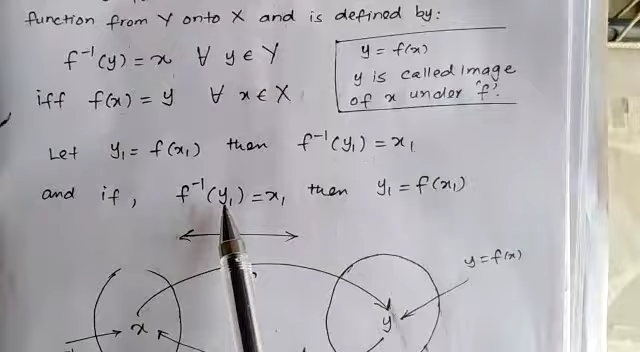 function from Y onto X and is defined by:
f⁻¹(y) = x ∀ y ∈ Y
iff f(x) = y ∀ x ∈ X
y = f(x)
y is called image
of x under 'f'.
Let y₁ = f(x₁) then f⁻¹(y₁) = x₁
and if, f⁻¹(y₁) = x₁ then y₁ = f(x₁)
y = f(x)
x
y